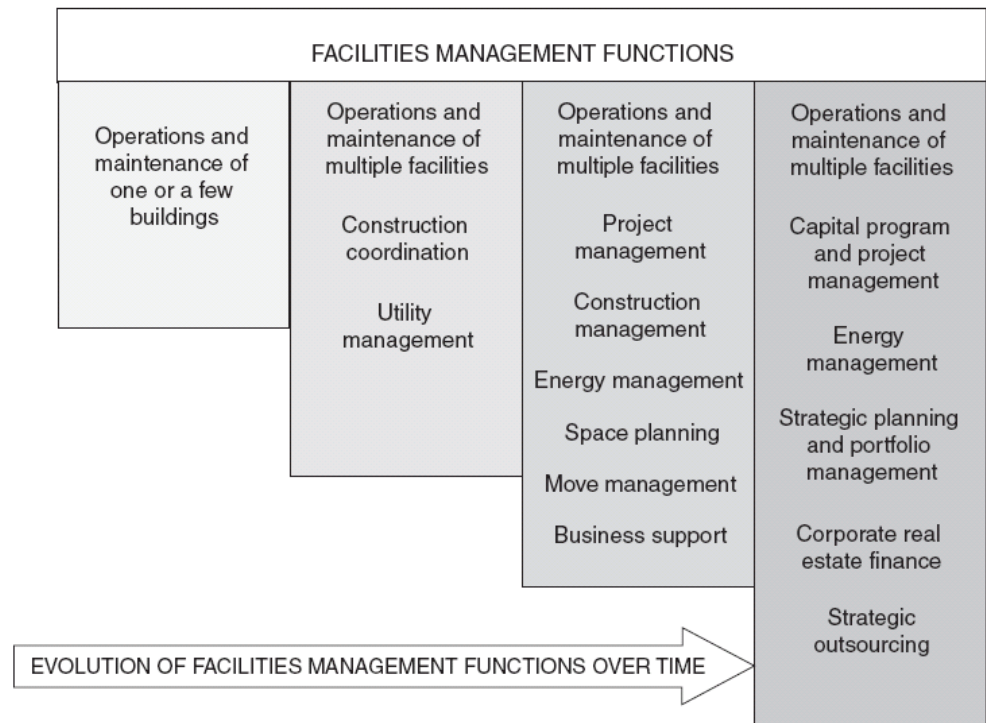 FACILITIES MANAGEMENT FUNCTIONS
Operations and
maintenance of
one or a few
buildings
Operations and
maintenance of
multiple facilities
Construction
coordination
Utility
management
Operations and
maintenance of
multiple facilities
Project
management
Construction
management
Energy management
Space planning
Move management
Business support
Operations and
maintenance of
multiple facilities
Capital program
and project
management
Energy
management
Strategic planning
and portfolio
management
Corporate real
estate finance
Strategic
outsourcing
EVOLUTION OF FACILITIES MANAGEMENT FUNCTIONS OVER TIME